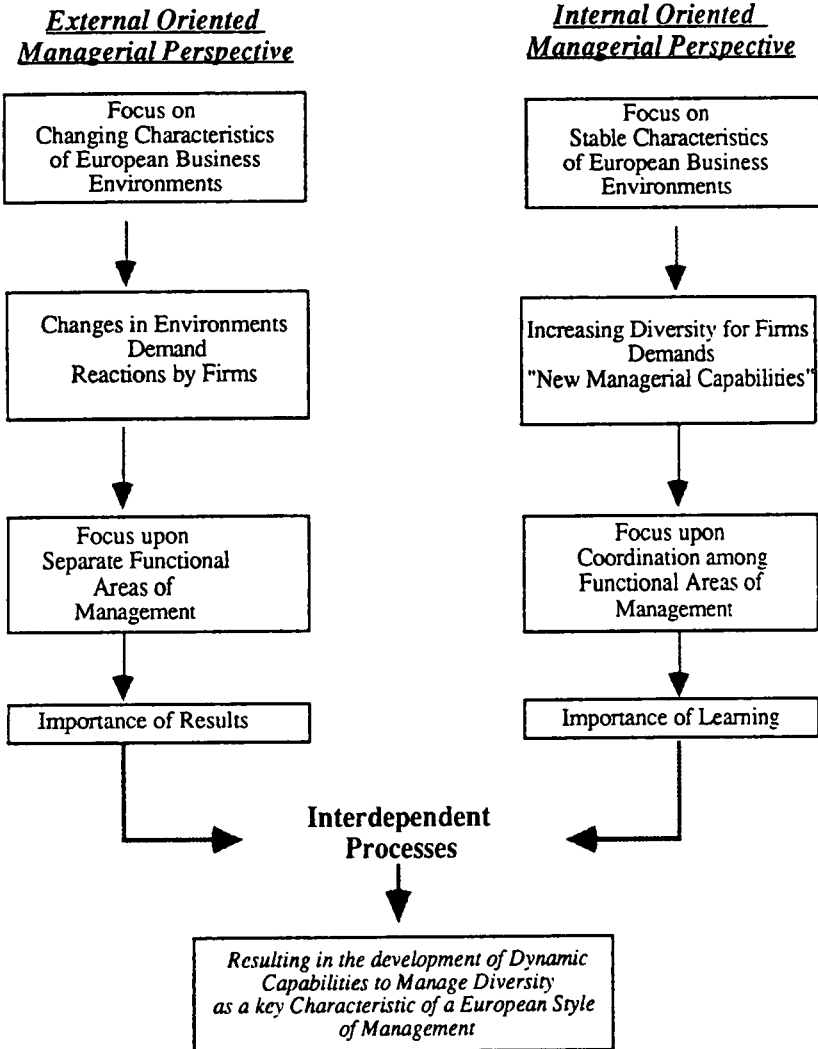 External Oriented
Managerial Perspective
Focus on
Changing Characteristics
of European Business
Environments
Changes in Environments
Demand
Reactions by Firms
Focus upon
Separate Functional
Areas of
Management
Importance of Results
Internal Oriented
Managerial Perspective
Focus on
Stable Characteristics
of European Business
Environments
Increasing Diversity for Firms
Demands
"New Managerial Capabilities"
Focus upon
Coordination among
Functional Areas of
Management
Importance of Learning
Interdependent
Processes
Resulting in the development of Dynamic
Capabilities to Manage Diversity
as a key Characteristic of a European Style
of Management